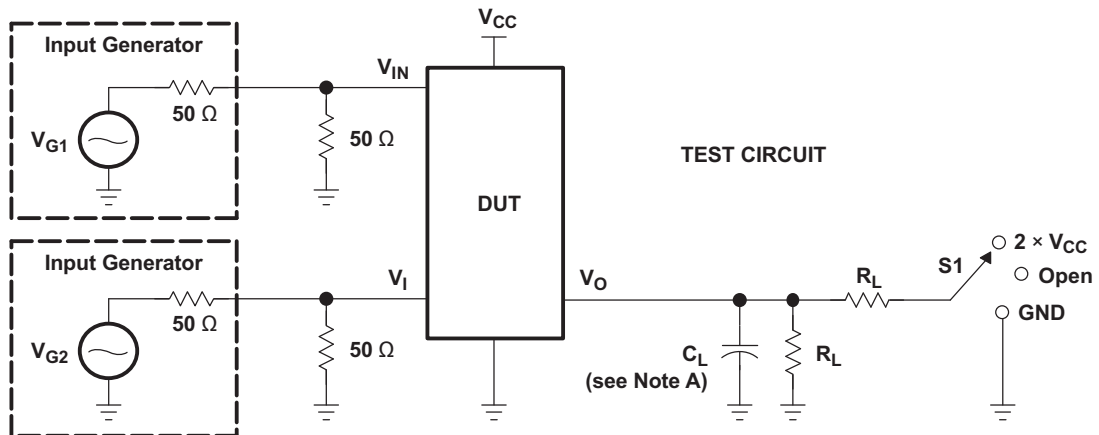 Input Generator
VG1
50 Ω
50 Ω
VIN
VCC
DUT
TEST CIRCUIT
Input Generator
VG2
50 Ω
50 Ω
VI
VO
CL
(see Note A)
RL
RL
S1
2 × VCC
Open
GND